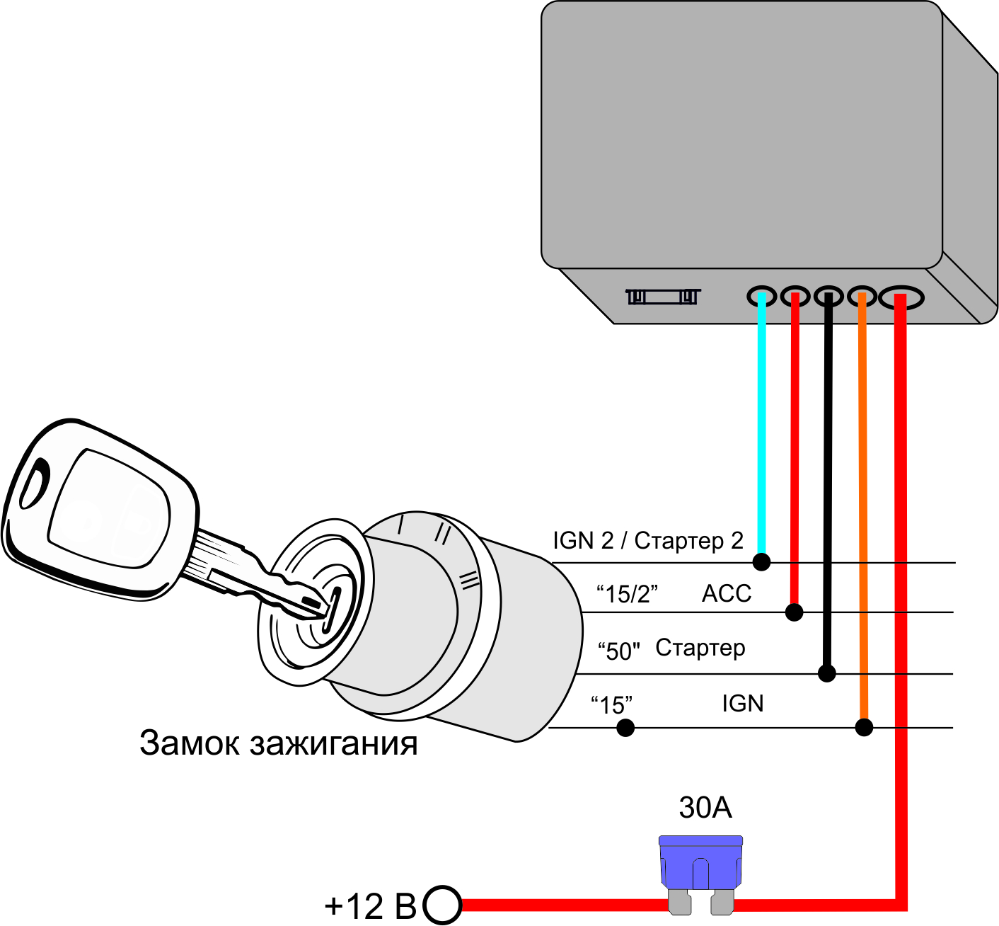 IGN 2 / Стартер 2
“15/2” ACC
“50" Стартер
“15” IGN
Замок зажигания
30A
+12 В